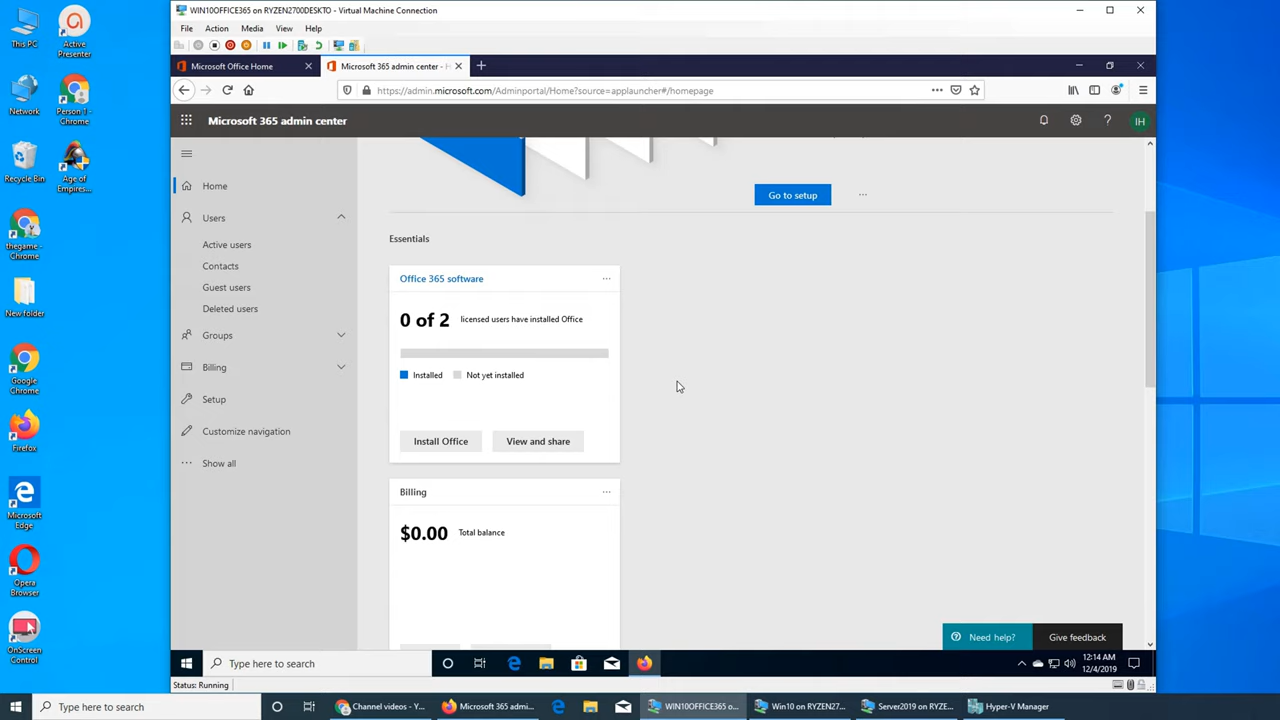 WIN10OFFICE365 on RYZEN2700DESKTO - Virtual Machine Connection
File Action Media View Help
Microsoft Office Home
Microsoft 365 admin center - H
https://admin.microsoft.com/Adminportal/Home?source=applauncher#/homepage
Microsoft 365 admin center
IH
Home
Users
Active users
Contacts
Guest users
Deleted users
Groups
Billing
Setup
Customize navigation
Show all
Go to setup
Essentials
Office 365 software
0 of 2 licensed users have installed Office
Installed Not yet installed
Install Office View and share
Billing
$0.00 Total balance
Need help? Give feedback
Type here to search
12:14 AM
12/4/2019
Status: Running
This PC
Active
Presenter
Network
Person 1 -
Chrome
Recycle Bin
Age of
Empires...
thegame -
Chrome
New folder
Google
Chrome
Firefox
Microsoft
Edge
Opera
Browser
OnScreen
Control
Type here to search
Channel videos - Y...
Microsoft 365 admi...
WIN10OFFICE365 o...
Win10 on RYZEN27...
Server2019 on RYZE...
Hyper-V Manager